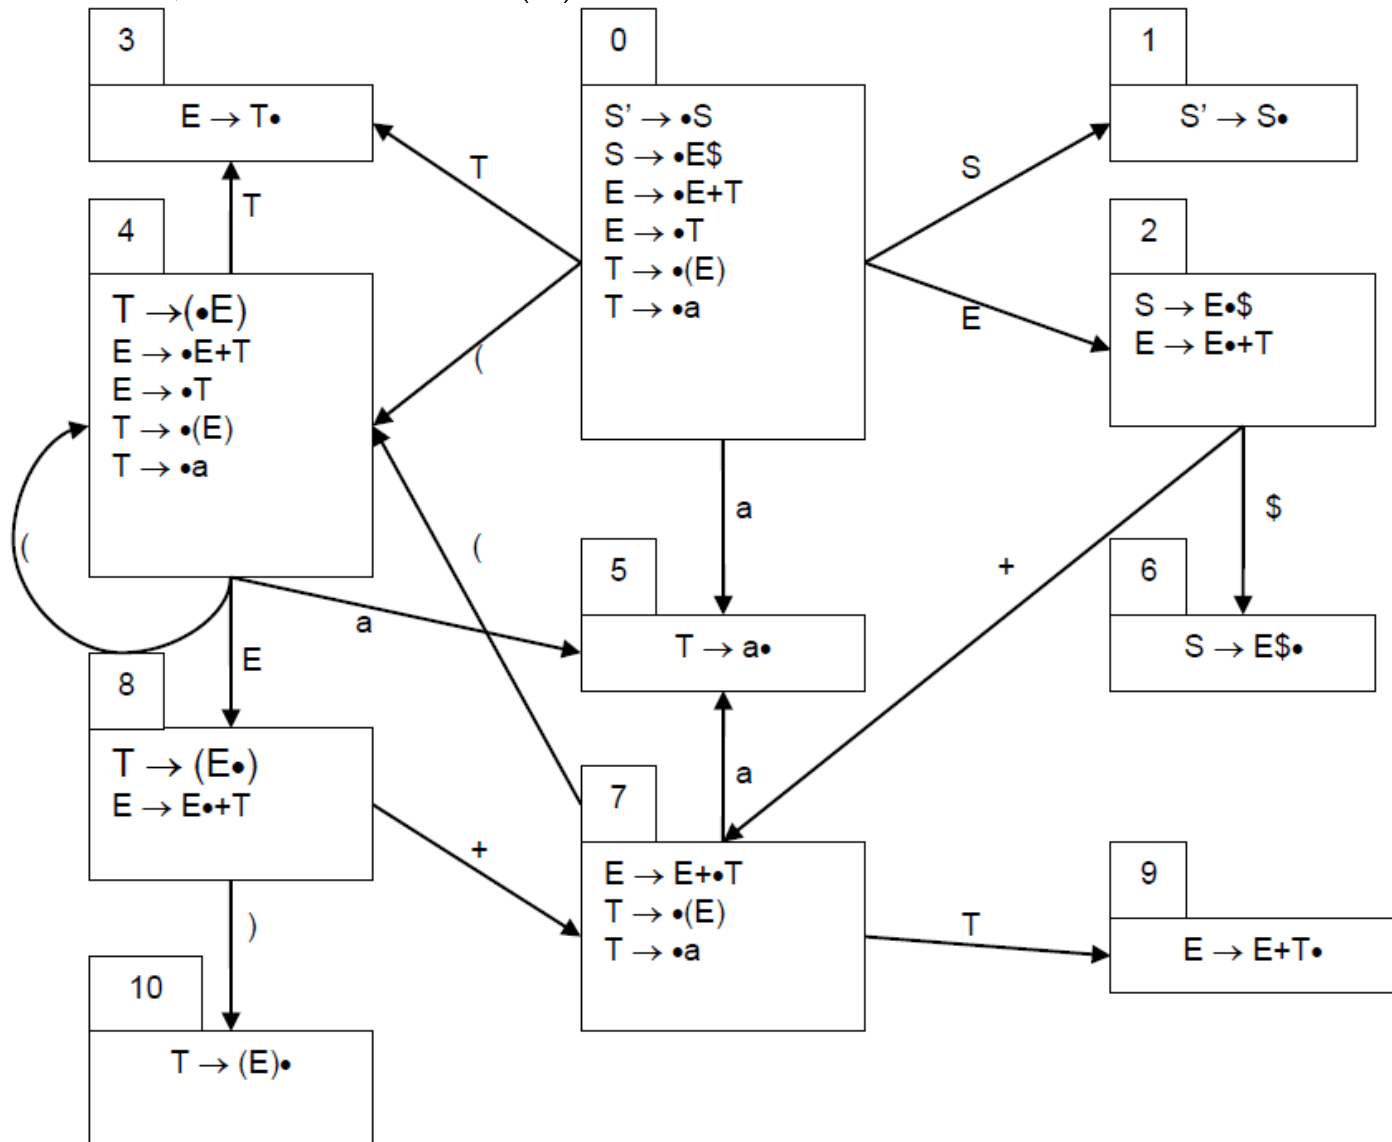 3
E → T•
0
S’ → •S
S → •E$
E → •E+T
E → •T
T → •(E)
T → •a
1
S’ → S•
T
S
T
4
T →(•E)
E → •E+T
E → •T
T → •(E)
T → •a
2
S → E•$
E → E•+T
E
(
a
$
(
(
+
5
T → a•
6
S → E$•
a
E
8
T → (E•)
E → E•+T
a
7
E → E+•T
T → •(E)
T → •a
+
9
E → E+T•
T
)
10
T → (E)•